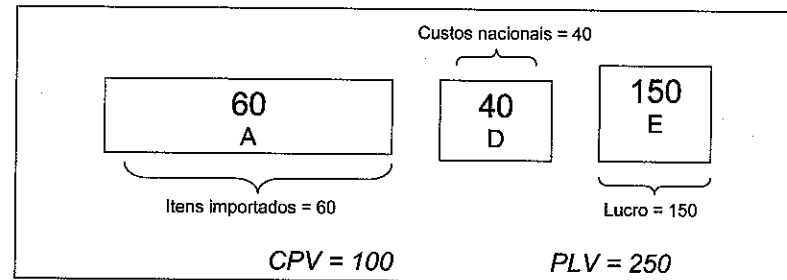 Custos nacionais = 40
60
A
40
D
150
E
Itens importados = 60
Lucro = 150
CPV = 100
PLV = 250